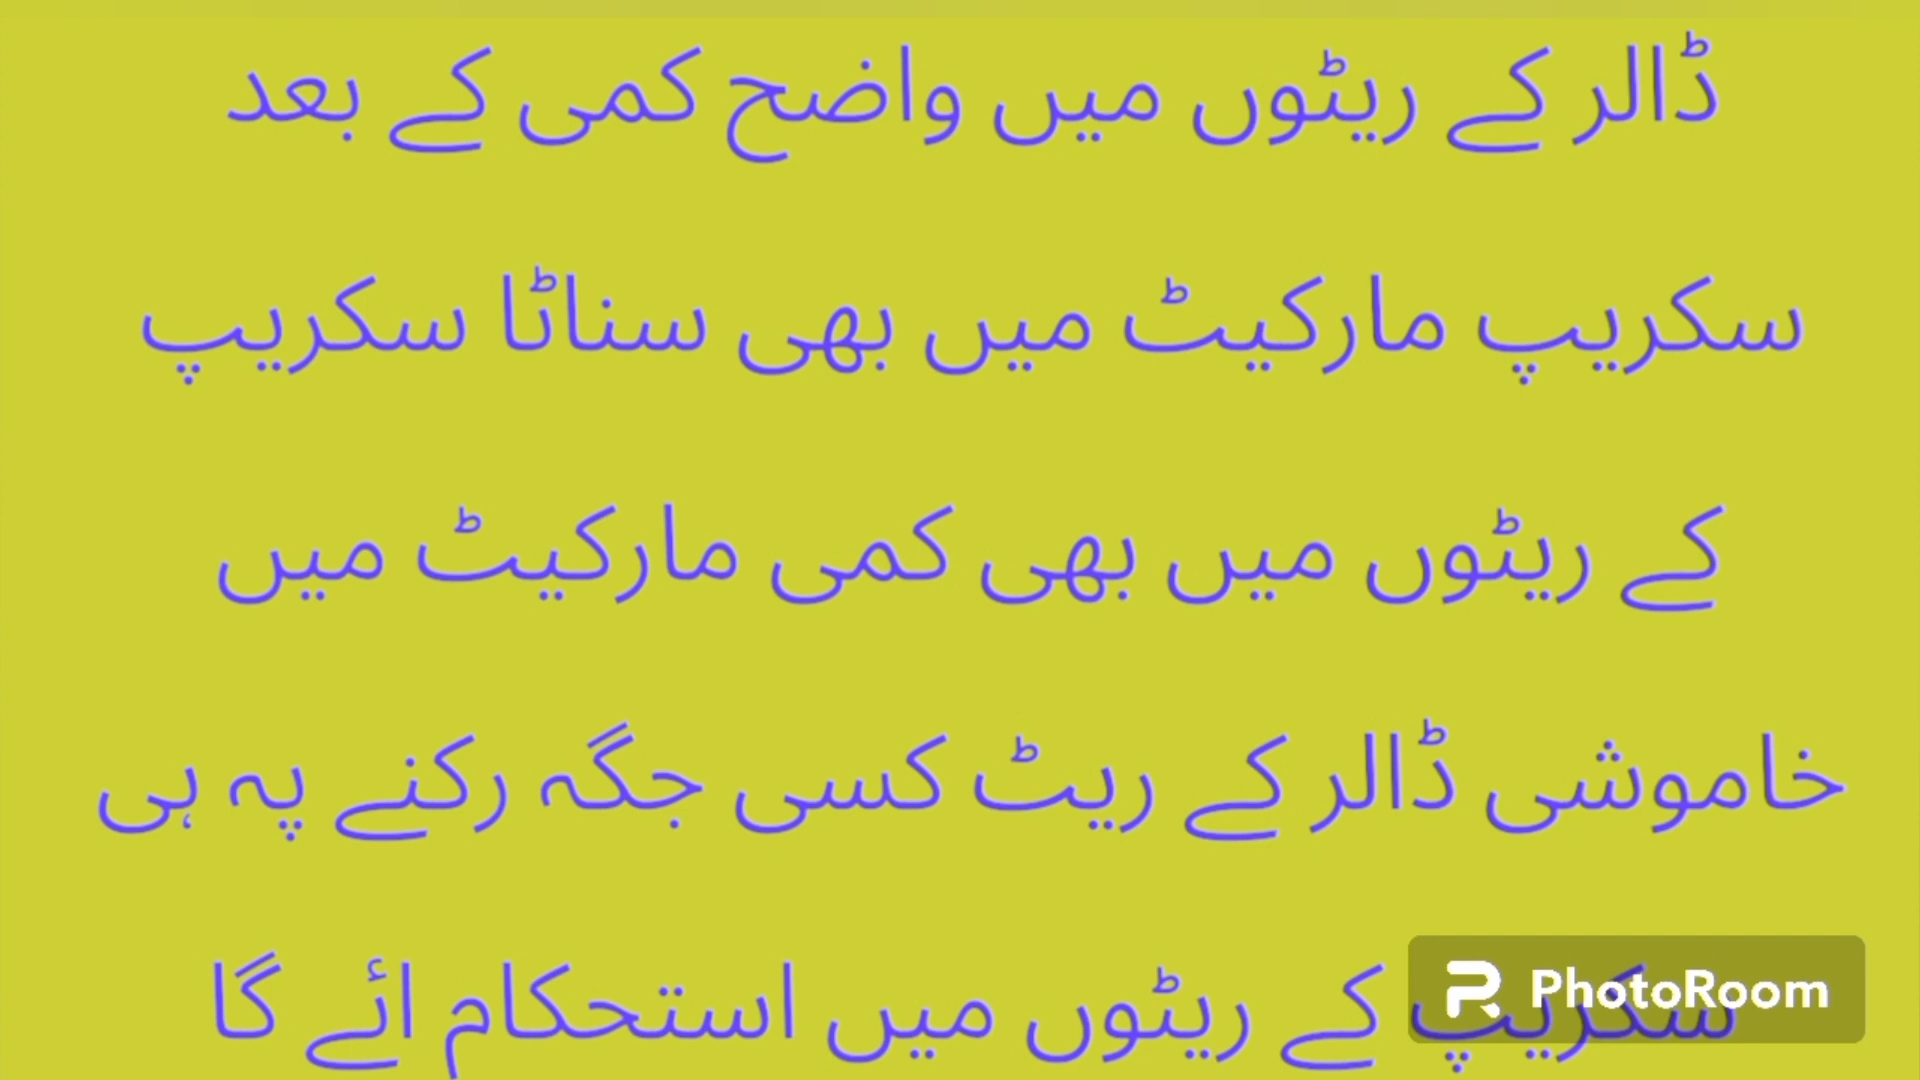 ڈالر کے ریٹوں میں واضح کمی کے بعد
سکریپ مارکیٹ میں بھی سناٹا سکریپ
کے ریٹوں میں بھی کمی مارکیٹ میں
خاموشی ڈالر کے ریٹ کسی جگہ رکنے پہ ہی
سکریپ کے ریٹوں میں استحکام ائے گا
PhotoRoom